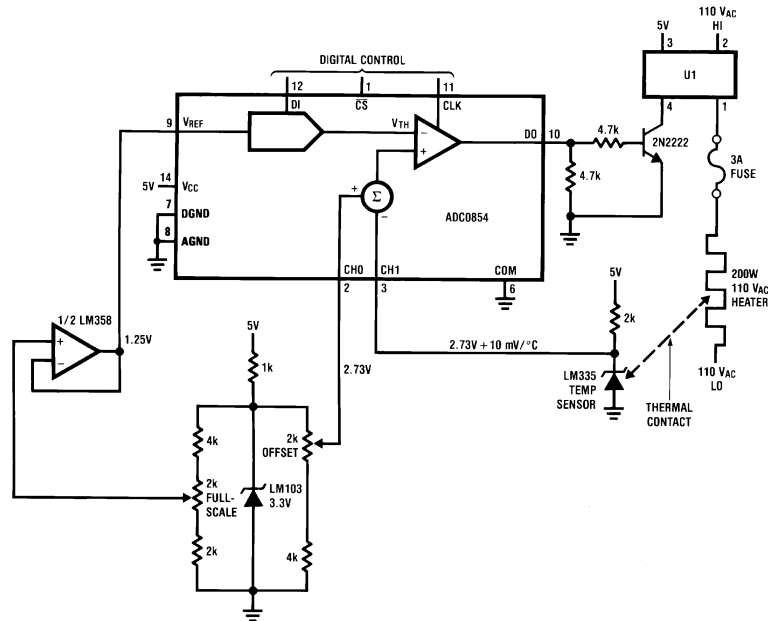 DIGITAL CONTROL
12
1
11
DI
CS
CLK
9
VREF
VTH
−
+
DO
10
14
5V
VCC
7
DGND
8
AGND
+
Σ
−
ADC0854
CH0
CH1
COM
2
3
6
5V
110 VAC
HI
3
2
U1
4
1
4.7k
2N2222
4.7k
3A
FUSE
200W
110 VAC
HEATER
110 VAC
LO
5V
2k
2.73V + 10 mV/°C
LM335
TEMP
SENSOR
THERMAL
CONTACT
1/2 LM358
+
−
1.25V
5V
1k
2.73V
4k
2k
OFFSET
2k
FULL-
SCALE
LM103
3.3V
2k
4k